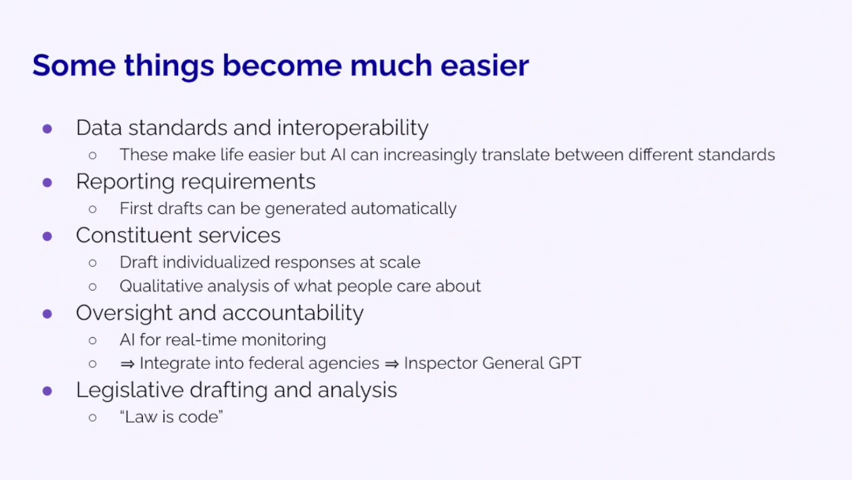 Some things become much easier
● Data standards and interoperability
○ These make life easier but AI can increasingly translate between different standards
● Reporting requirements
○ First drafts can be generated automatically
● Constituent services
○ Draft individualized responses at scale
○ Qualitative analysis of what people care about
● Oversight and accountability
○ AI for real-time monitoring
○ ⇒ Integrate into federal agencies ⇒ Inspector General GPT
● Legislative drafting and analysis
○ “Law is code”